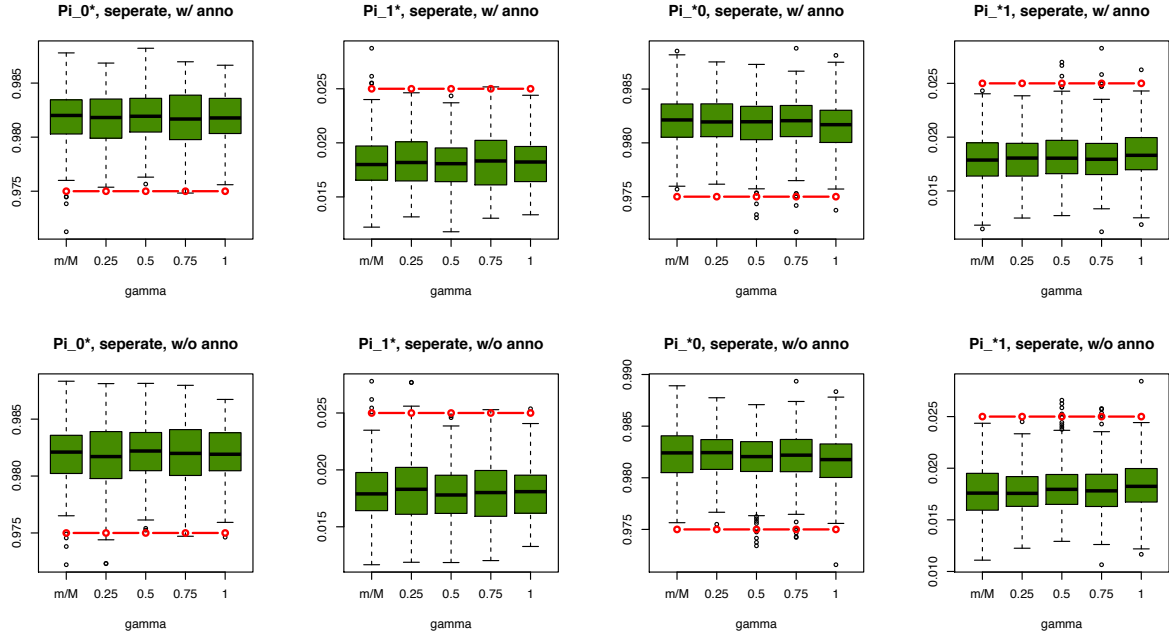 Pi_0*, seperate, w/ anno
0.975 0.980 0.985
m/M 0.25 0.5 0.75 1
gamma
Pi_1*, seperate, w/ anno
0.015 0.020 0.025
m/M 0.25 0.5 0.75 1
gamma
Pi_*0, seperate, w/ anno
0.975 0.980 0.985
m/M 0.25 0.5 0.75 1
gamma
Pi_*1, seperate, w/ anno
0.015 0.020 0.025
m/M 0.25 0.5 0.75 1
gamma
Pi_0*, seperate, w/o anno
0.975 0.980 0.985
m/M 0.25 0.5 0.75 1
gamma
Pi_1*, seperate, w/o anno
0.015 0.020 0.025
m/M 0.25 0.5 0.75 1
gamma
Pi_*0, seperate, w/o anno
0.975 0.980 0.985 0.990
m/M 0.25 0.5 0.75 1
gamma
Pi_*1, seperate, w/o anno
0.010 0.015 0.020 0.025
m/M 0.25 0.5 0.75 1
gamma